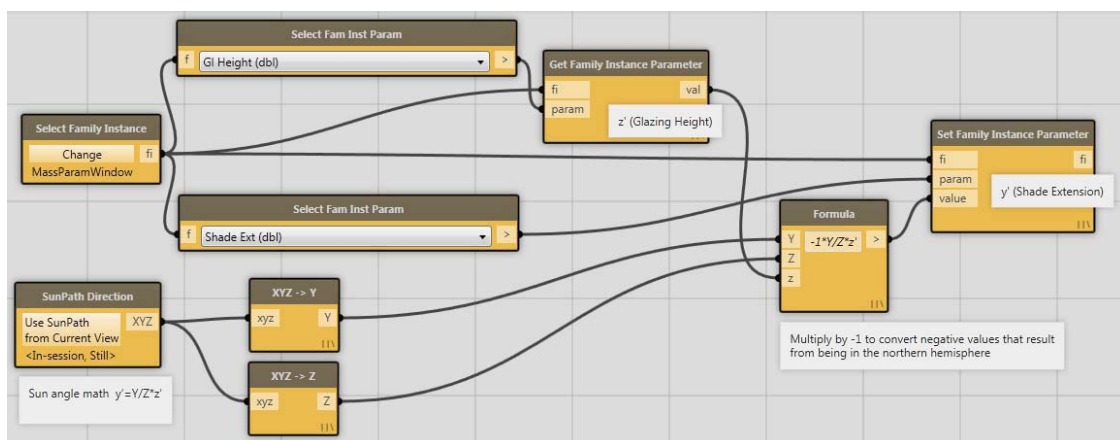 Select Fam Inst Param
f
Gl Height (dbl)
>
Get Family Instance Parameter
fi
val
param
z' (Glazing Height)
Select Family Instance
Change
fi
MassParamWindow
Set Family Instance Parameter
fi
fi
param
value
y' (Shade Extension)
Select Fam Inst Param
f
Shade Ext (dbl)
>
Formula
Y
-1*Y/Z*z'
>
Z
z
SunPath Direction
Use SunPath
from Current View
XYZ
<In-session, Still>
XYZ -> Y
xyz
Y
XYZ -> Z
xyz
Z
Sun angle math y'=Y/Z*z'
Multiply by -1 to convert negative values that result
from being in the northern hemisphere